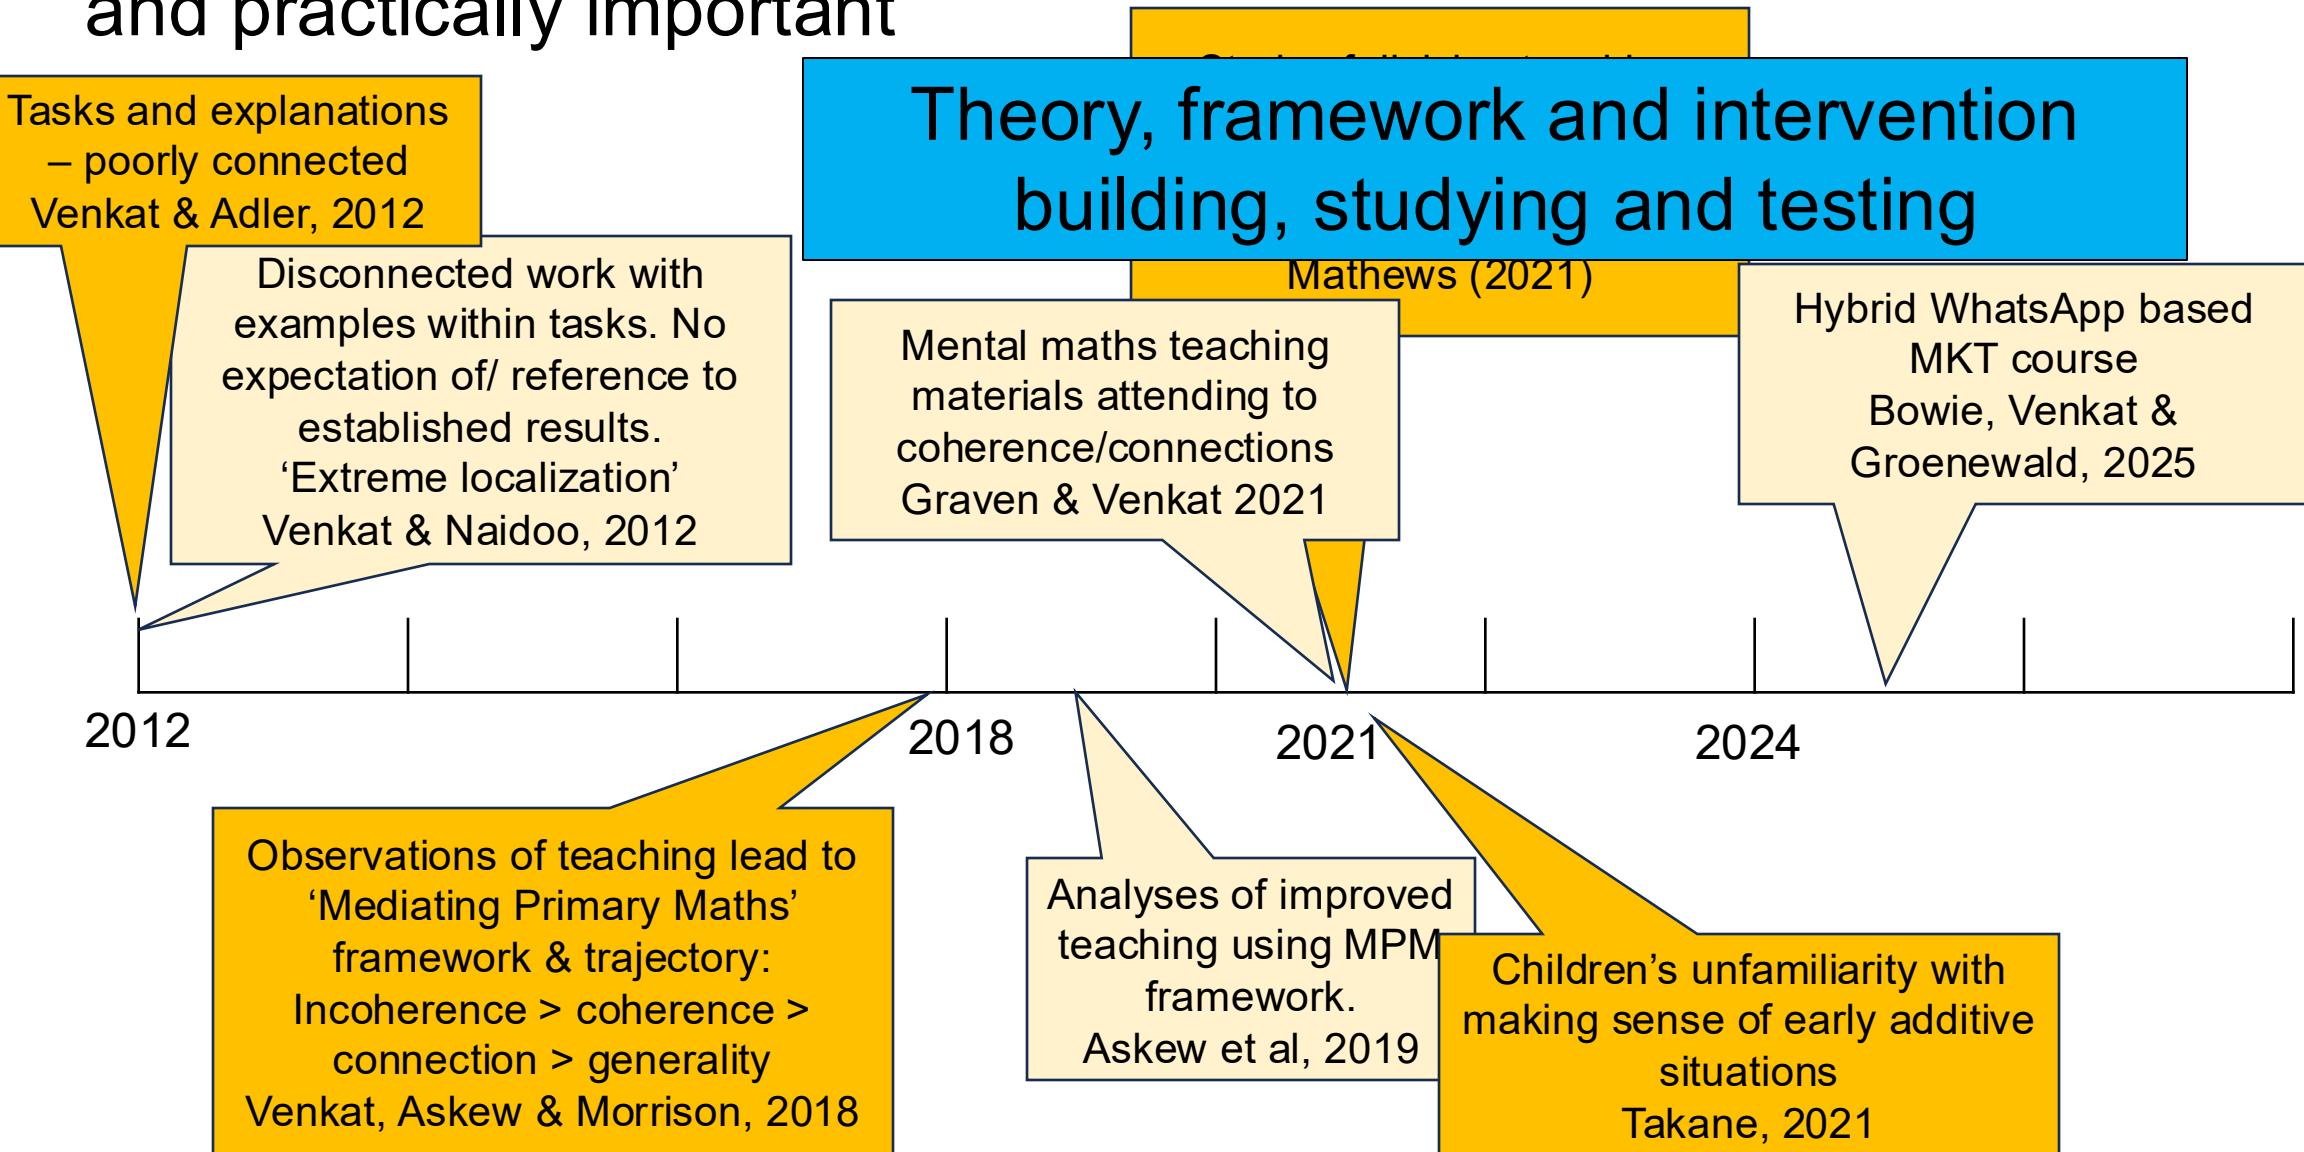 and practically important
Tasks and explanations
– poorly connected
Venkat & Adler, 2012
Theory, framework and intervention
building, studying and testing
Mathews (2021)
Disconnected work with
examples within tasks. No
expectation of/ reference to
established results.
‘Extreme localization’
Venkat & Naidoo, 2012
Mental maths teaching
materials attending to
coherence/connections
Graven & Venkat 2021
Hybrid WhatsApp based
MKT course
Bowie, Venkat &
Groenewald, 2025
2012
2018
2021
2024
Observations of teaching lead to
‘Mediating Primary Maths’
framework & trajectory:
Incoherence > coherence >
connection > generality
Venkat, Askew & Morrison, 2018
Analyses of improved
teaching using MPM
framework.
Askew et al, 2019
Children’s unfamiliarity with
making sense of early additive
situations
Takane, 2021